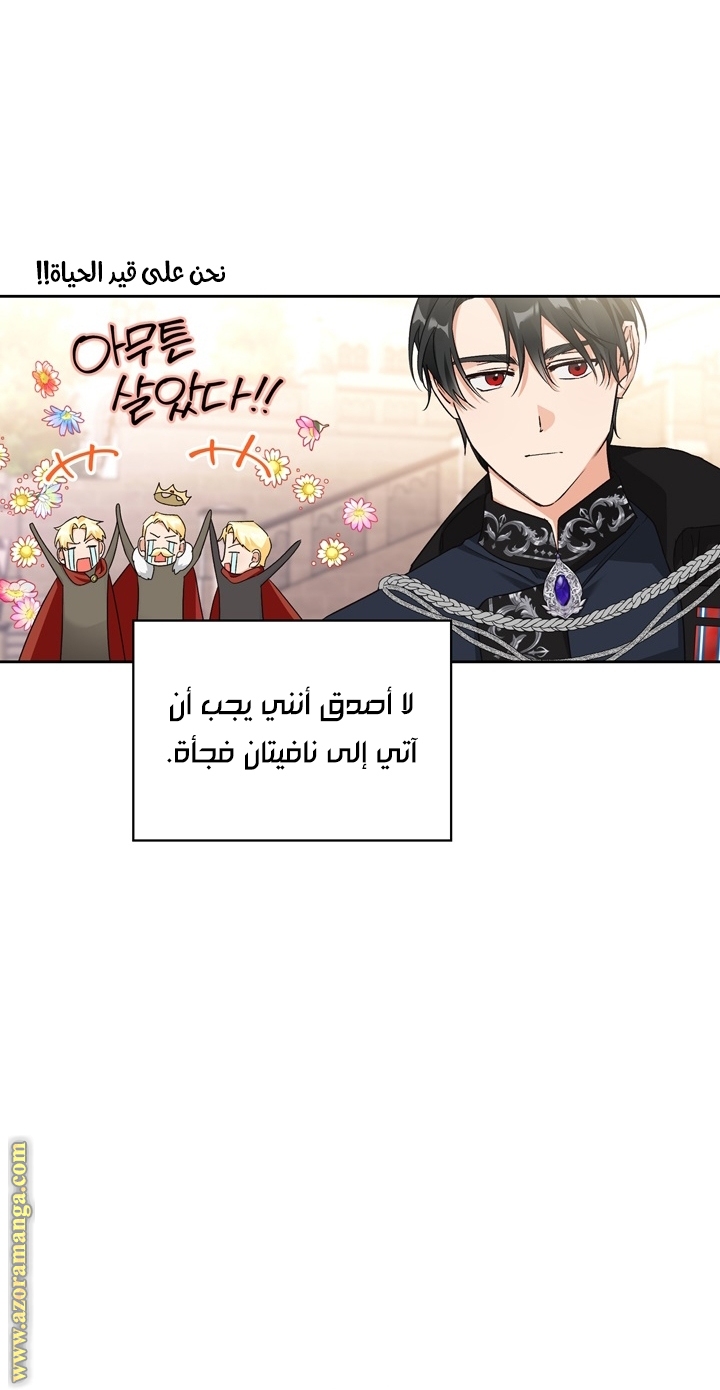 نحن على قير الحياة!!
아무튼
살았다!!
لا أصدق أنني يجب أن
آتي إلى نافيتان فجأة.
www.azoramanga.com